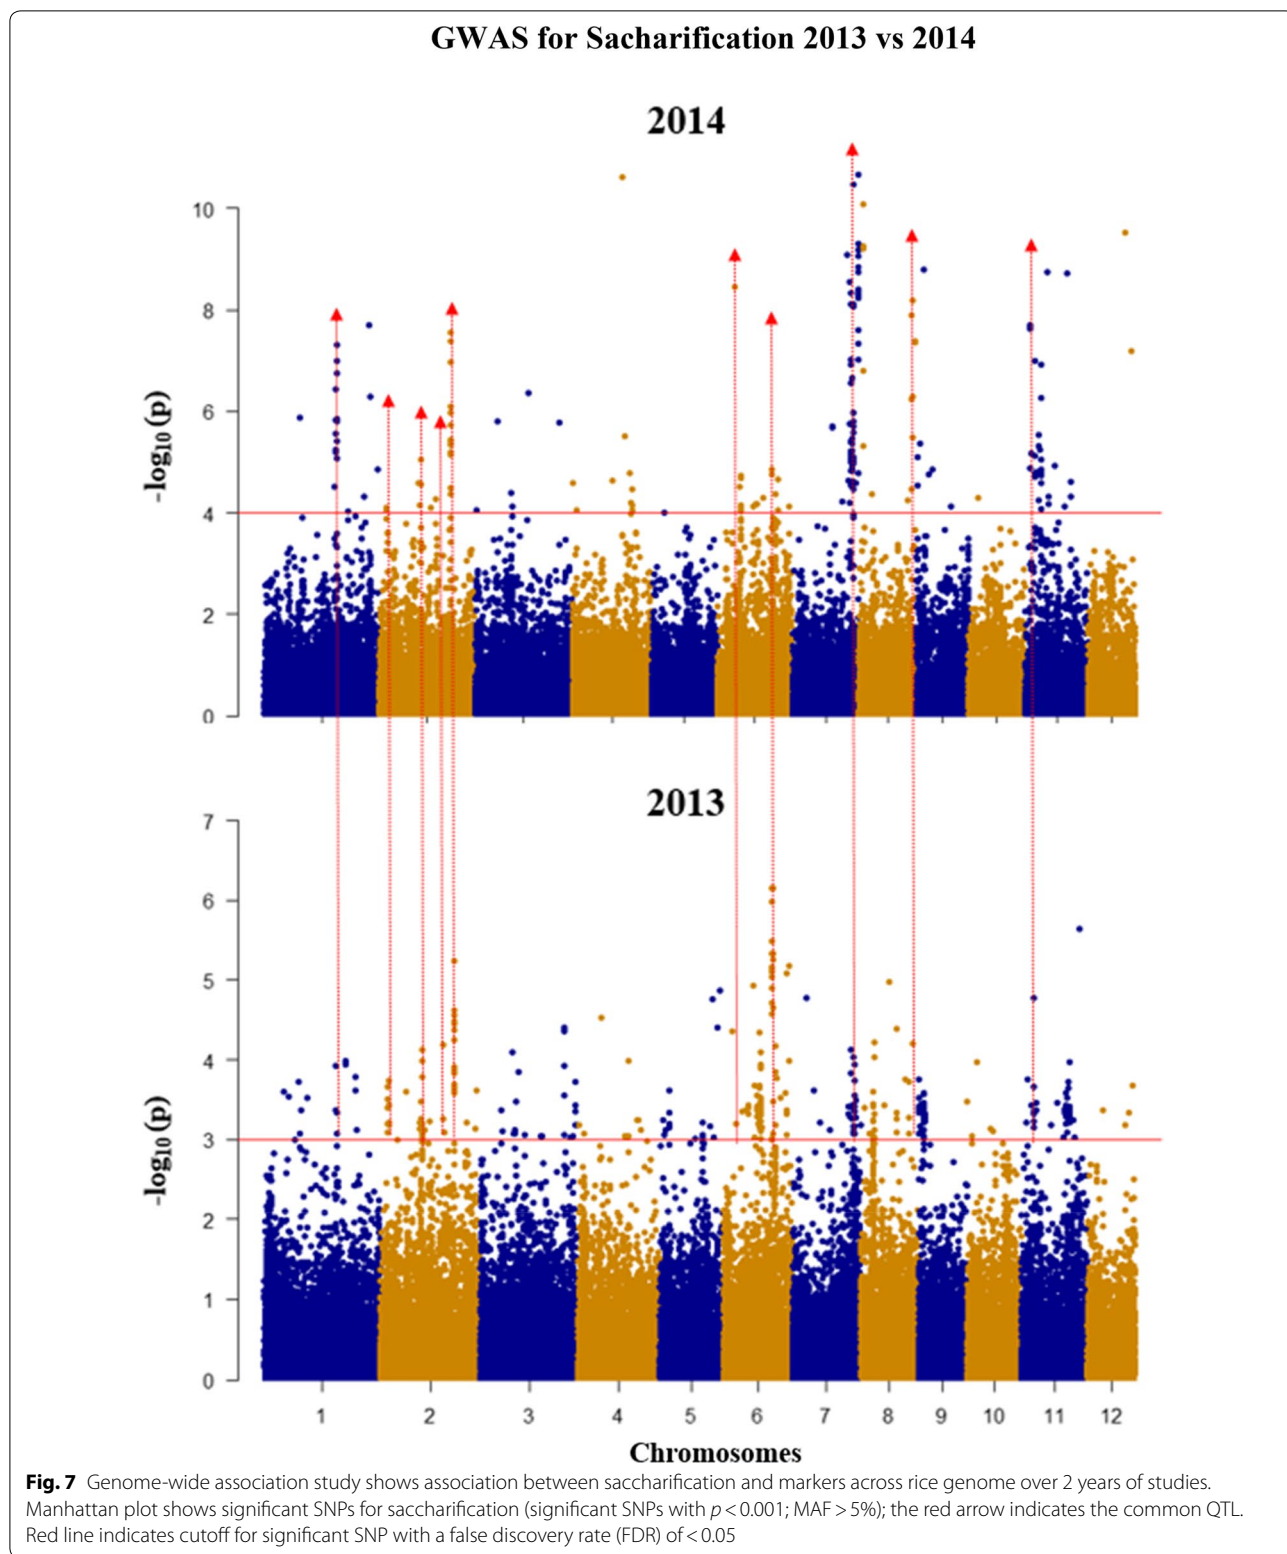 GWAS for Sacharification 2013 vs 2014
2014
10
8
6
4
2
0
-log10 (p)
2013
7
6
5
4
3
2
1
0
-log10 (p)
1 2 3 4 5 6 7 8 9 10 11 12
Chromosomes
Fig. 7 Genome-wide association study shows association between saccharification and markers across rice genome over 2 years of studies.
Manhattan plot shows significant SNPs for saccharification (significant SNPs with p < 0.001; MAF > 5%); the red arrow indicates the common QTL.
Red line indicates cutoff for significant SNP with a false discovery rate (FDR) of < 0.05